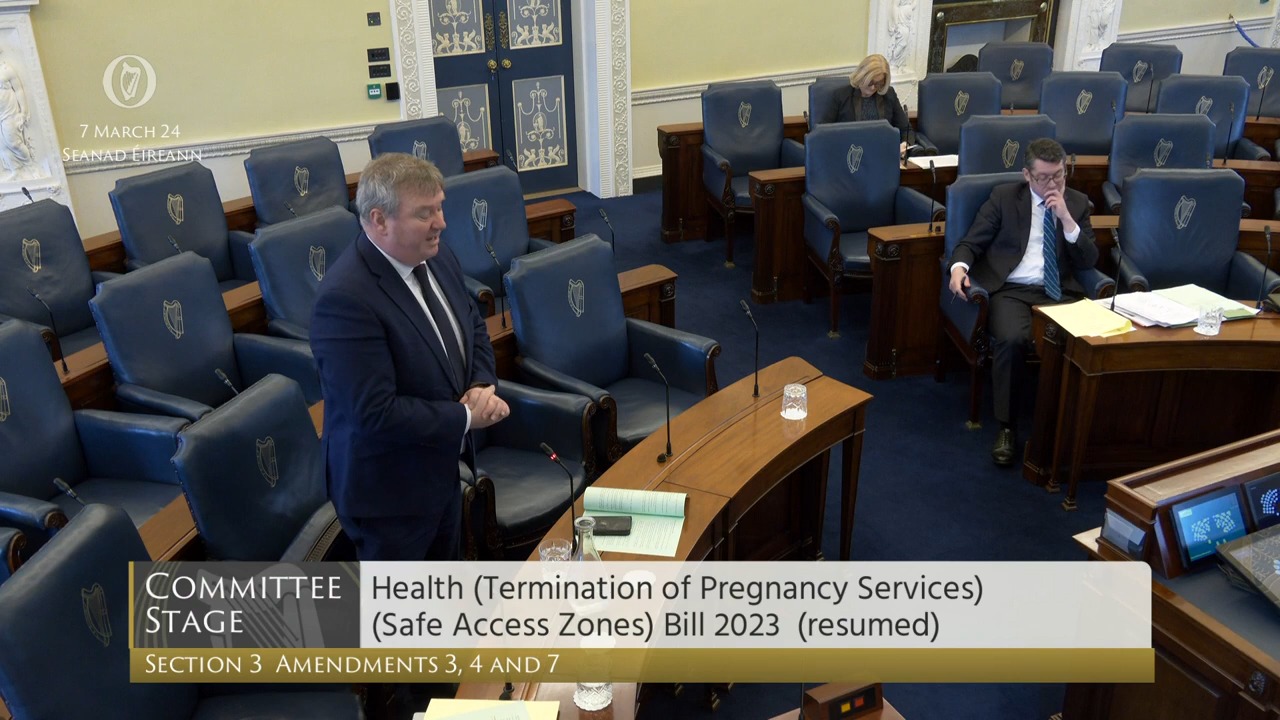 7 March 24
Seanad Éireann
Committee
Stage
Health (Termination of Pregnancy Services)
(Safe Access Zones) Bill 2023 (resumed)
Section 3 Amendments 3, 4 and 7